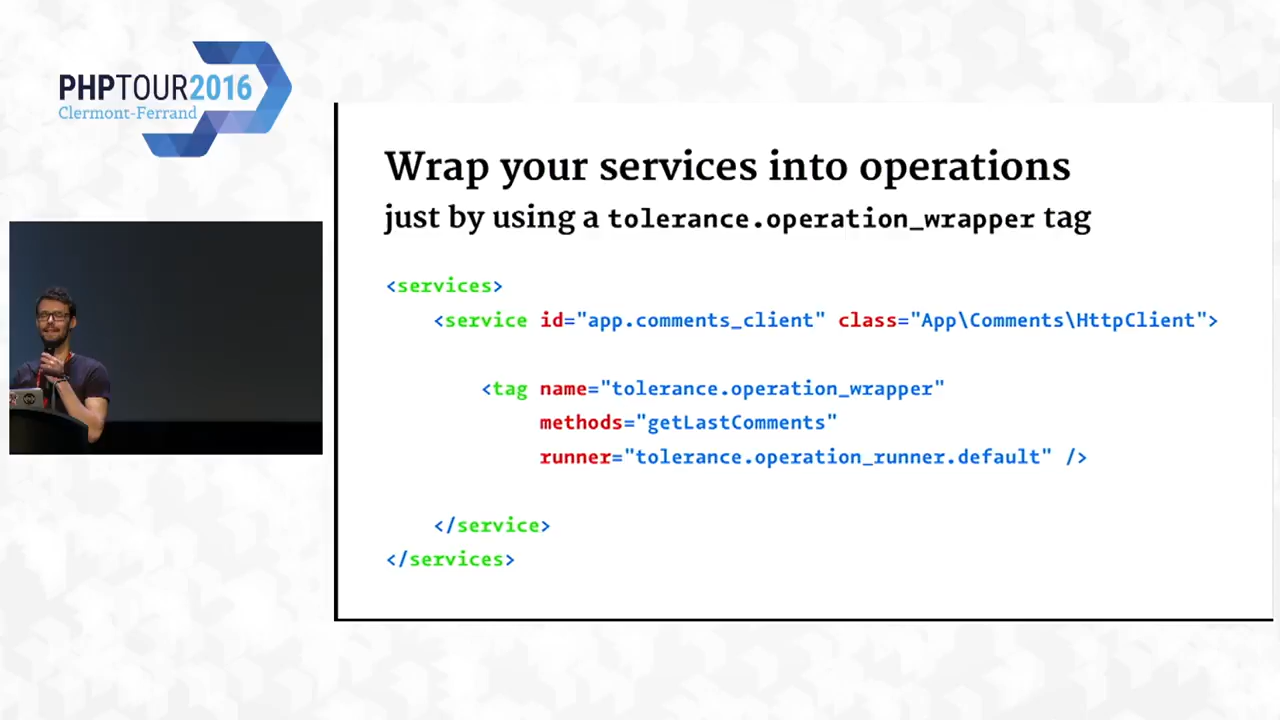 PHPTOUR2016
Clermont-Ferrand
Wrap your services into operations
just by using a tolerance.operation_wrapper tag
<services>
<service id="app.comments_client" class="App\Comments\HttpClient">
<tag name="tolerance.operation_wrapper"
methods="getLastComments"
runner="tolerance.operation_runner.default" />
</service>
</services>